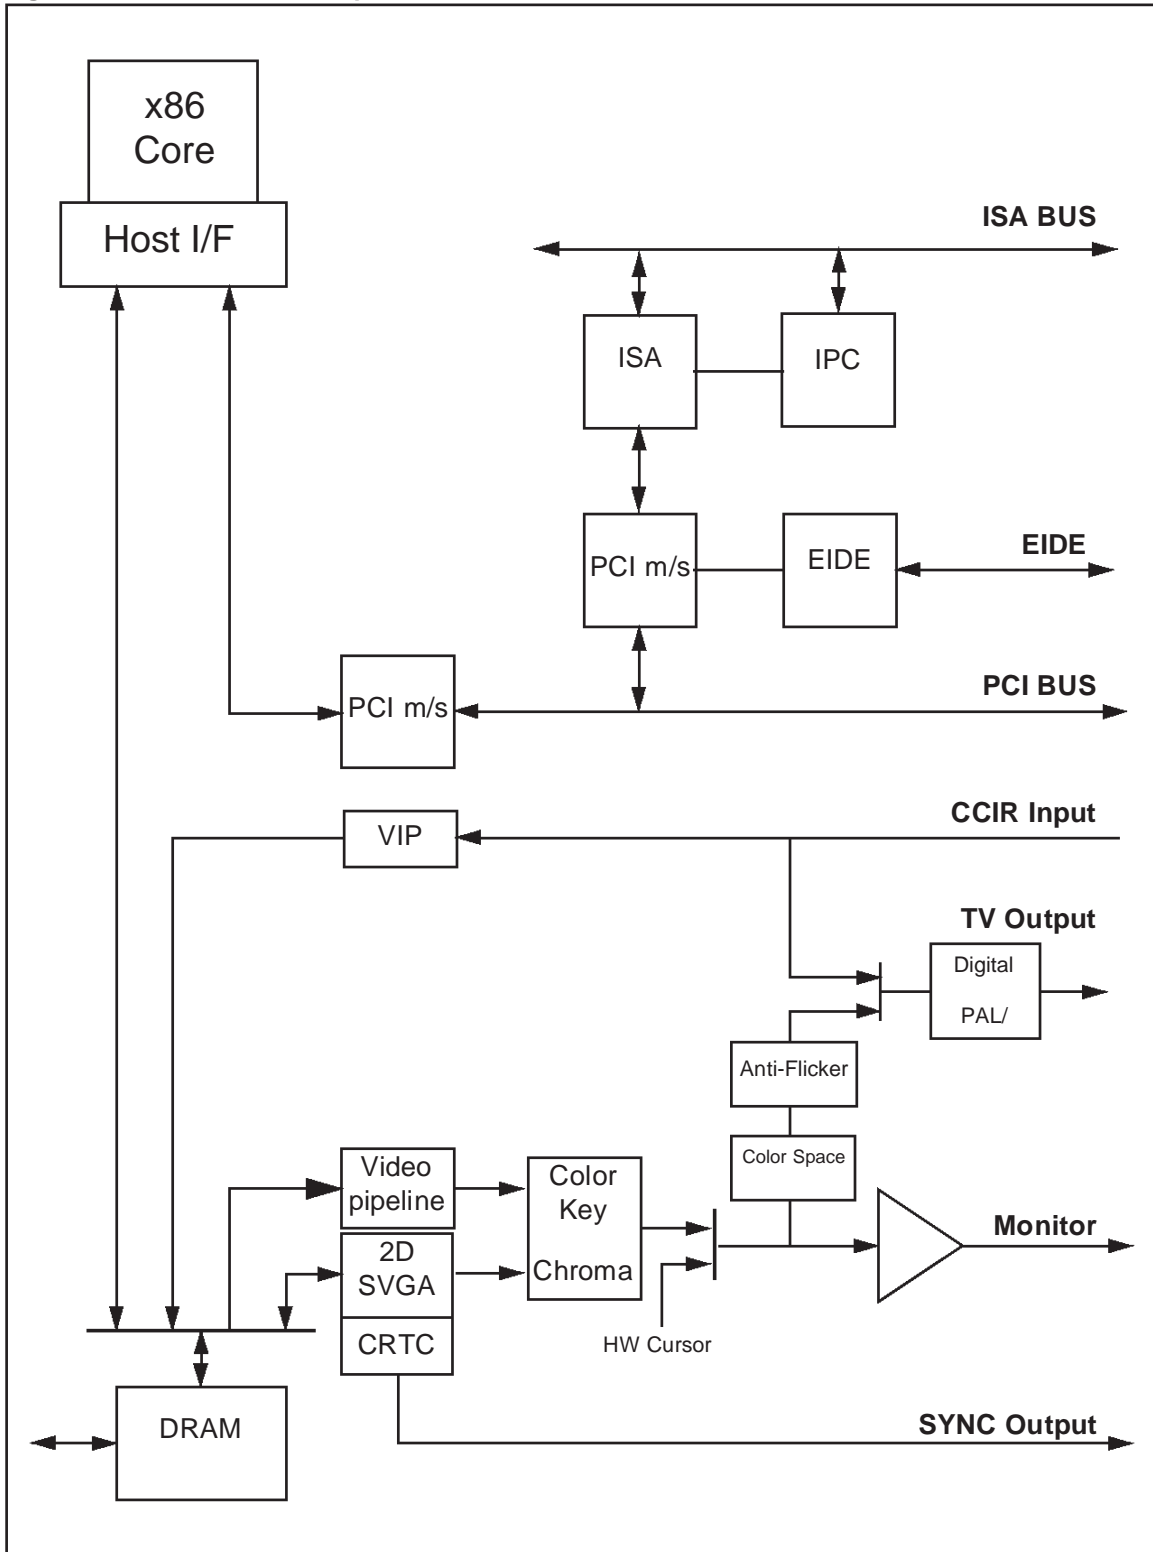 x86
Core
Host I/F
ISA BUS
ISA
IPC
PCI m/s
EIDE
EIDE
PCI m/s
PCI BUS
VIP
CCIR Input
TV Output
Digital
PAL/
Anti-Flicker
Color Space
Video
pipeline
Color
Key
Chroma
2D
SVGA
CRTC
HW Cursor
Monitor
DRAM
SYNC Output